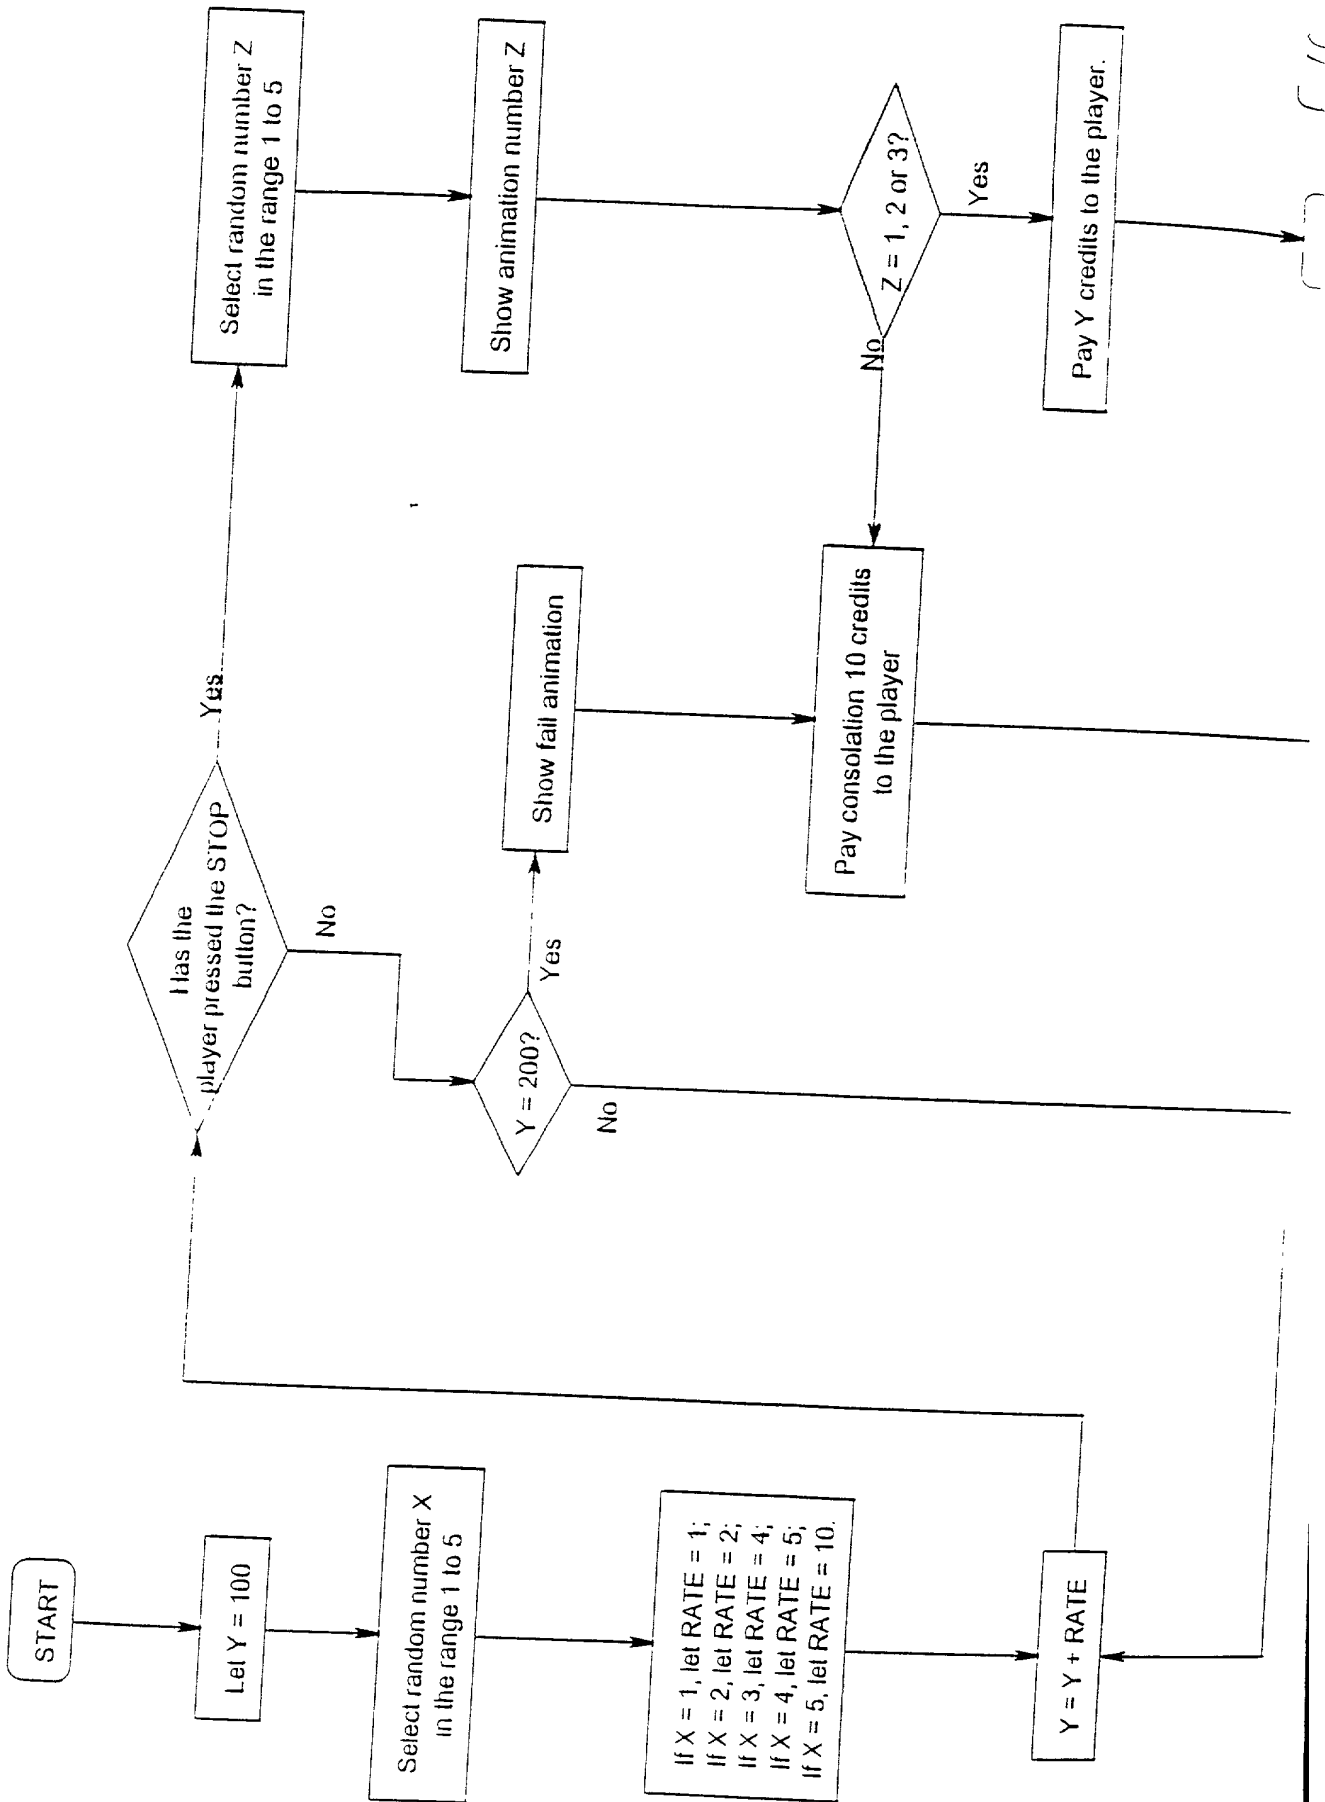 START
Let Y = 100
Select random number X
in the range 1 to 5
If X = 1, let RATE = 1;
If X = 2, let RATE = 2;
If X = 3, let RATE = 4;
If X = 4, let RATE = 5;
If X = 5, let RATE = 10.
Y = Y + RATE
Has the
player pressed the STOP
button?
Yes
No
Y = 200?
Yes
No
Show fail animation
Pay consolation 10 credits
to the player
Select random number Z
in the range 1 to 5
Show animation number Z
Z = 1, 2 or 3?
No
Yes
Pay Y credits to the player.